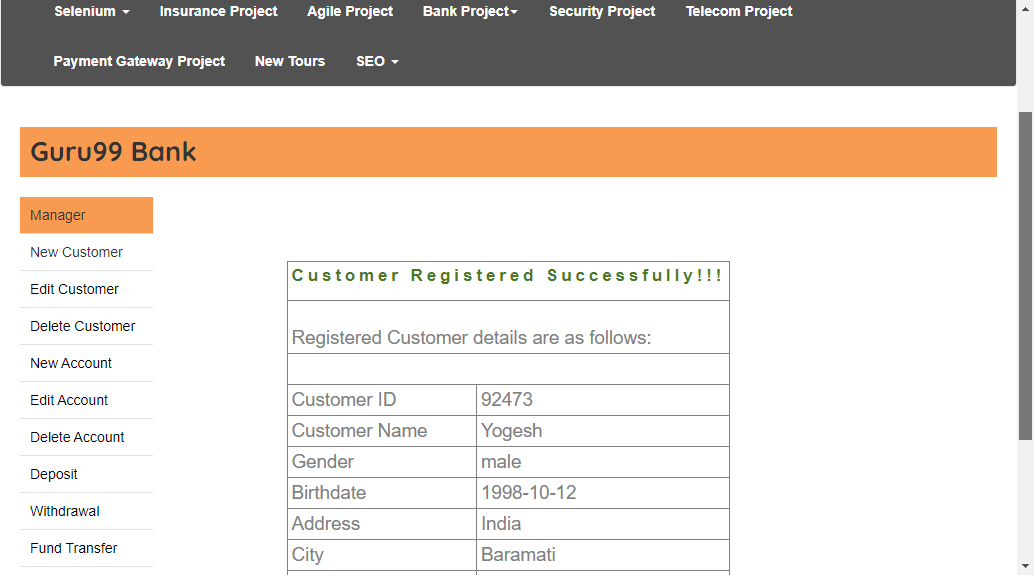 Selenium Insurance Project Agile Project Bank Project Security Project Telecom Project
Payment Gateway Project New Tours SEO
Guru99 Bank
Manager
New Customer
Edit Customer
Delete Customer
New Account
Edit Account
Delete Account
Deposit
Withdrawal
Fund Transfer
Customer Registered Successfully!!!
Registered Customer details are as follows:
Customer ID 92473
Customer Name Yogesh
Gender male
Birthdate 1998-10-12
Address India
City Baramati